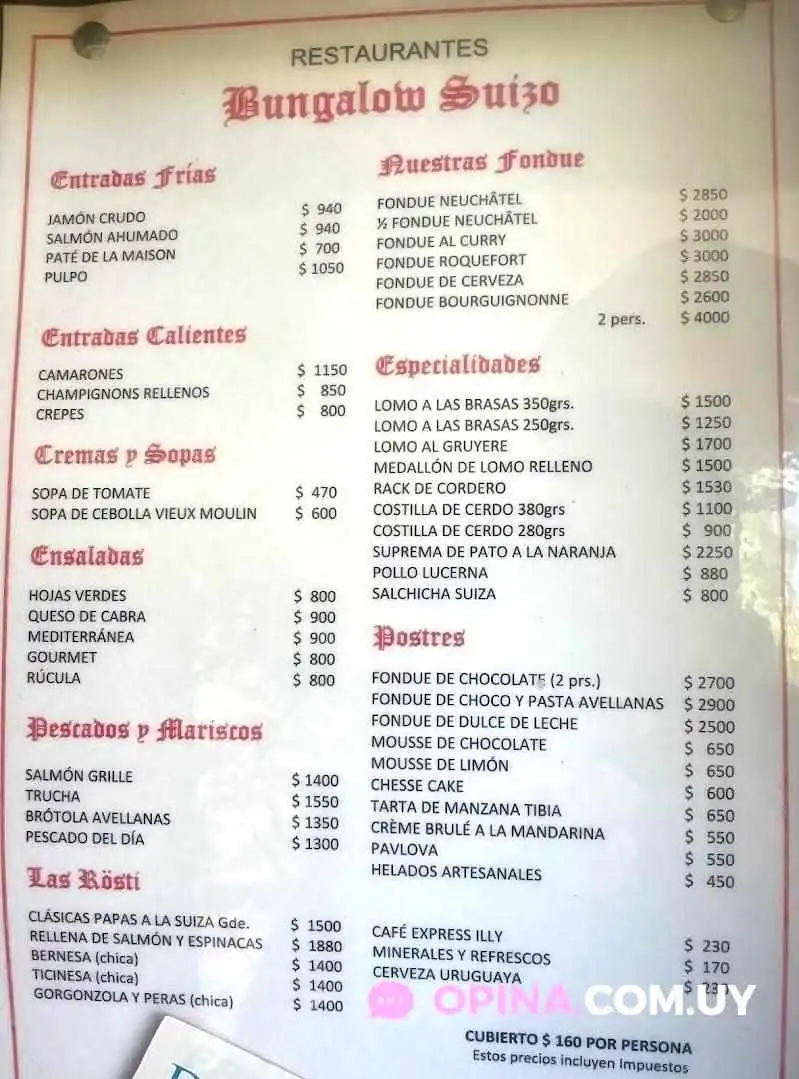 RESTAURANTES
Bungalow Suizo
Entradas Frías
JAMÓN CRUDO $ 940
SALMÓN AHUMADO $ 940
PATÉ DE LA MAISON $ 700
PULPO $ 1050
Entradas Calientes
CAMARONES $ 1150
CHAMPIGNONS RELLENOS $ 850
CREPES $ 800
Cremas y Sopas
SOPA DE TOMATE $ 470
SOPA DE CEBOLLA VIEUX MOULIN $ 600
Ensaladas
HOJAS VERDES $ 800
QUESO DE CABRA $ 900
MEDITERRÁNEA $ 900
GOURMET $ 800
RÚCULA $ 800
Pescados y Mariscos
SALMÓN GRILLE $ 1400
TRUCHA $ 1550
BRÓTOLA AVELLANAS $ 1350
PESCADO DEL DÍA $ 1300
Las Rösti
CLÁSICAS PAPAS A LA SUIZA Gde. $ 1500
RELLENA DE SALMÓN Y ESPINACAS $ 1880
BERNESA (chica) $ 1400
TICINESA (chica) $ 1400
GORGONZOLA Y PERAS (chica) $ 1400
Nuestras Fondue
FONDUE NEUCHÂTEL $ 2850
½ FONDUE NEUCHÂTEL $ 2000
FONDUE AL CURRY $ 3000
FONDUE ROQUEFORT $ 3000
FONDUE DE CERVEZA $ 2850
FONDUE BOURGUIGNONNE $ 2600
2 pers. $ 4000
Especialidades
LOMO A LAS BRASAS 350grs. $ 1500
LOMO A LAS BRASAS 250grs. $ 1250
LOMO AL GRUYERE $ 1700
MEDALLÓN DE LOMO RELLENO $ 1500
RACK DE CORDERO $ 1530
COSTILLA DE CERDO 380grs $ 1100
COSTILLA DE CERDO 280grs $ 900
SUPREMA DE PATO A LA NARANJA $ 2250
POLLO LUCERNA $ 880
SALCHICHA SUIZA $ 800
Postres
FONDUE DE CHOCOLATE (2 prs.) $ 2700
FONDUE DE CHOCO Y PASTA AVELLANAS $ 2900
FONDUE DE DULCE DE LECHE $ 2500
MOUSSE DE CHOCOLATE $ 650
MOUSSE DE LIMÓN $ 650
CHESSE CAKE $ 600
TARTA DE MANZANA TIBIA $ 650
CRÈME BRULÉ A LA MANDARINA $ 550
PAVLOVA $ 550
HELADOS ARTESANALES $ 450
CAFÉ EXPRESS ILLY $ 230
MINERALES Y REFRESCOS $ 170
CERVEZA URUGUAYA $
OPINA.COM.UY
CUBIERTO $ 160 POR PERSONA
Estos precios incluyen Impuestos